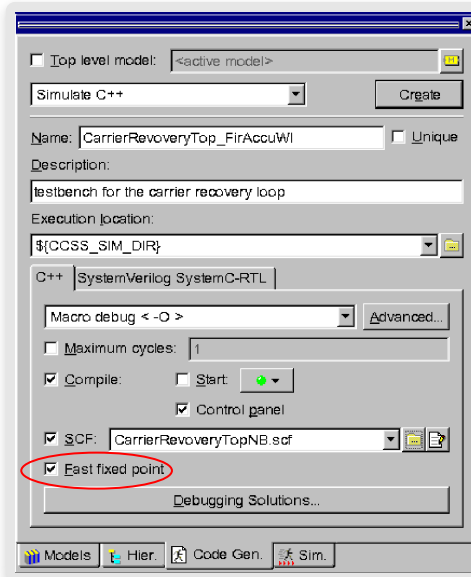 Top level model: <active model>
Simulate C++ Create
Name: CarrierRevoveryTop_FirAccuWl Unique
Description:
testbench for the carrier recovery loop
Execution location:
${CCSS_SIM_DIR}
C++ SystemVerilog SystemC-RTL
Macro debug < -O > Advanced...
Maximum cycles: 1
Compile: Start:
Control panel
SCF: CarrierRevoveryTopNB.scf
Fast fixed point
Debugging Solutions...
Models Hier. Code Gen. Sim.